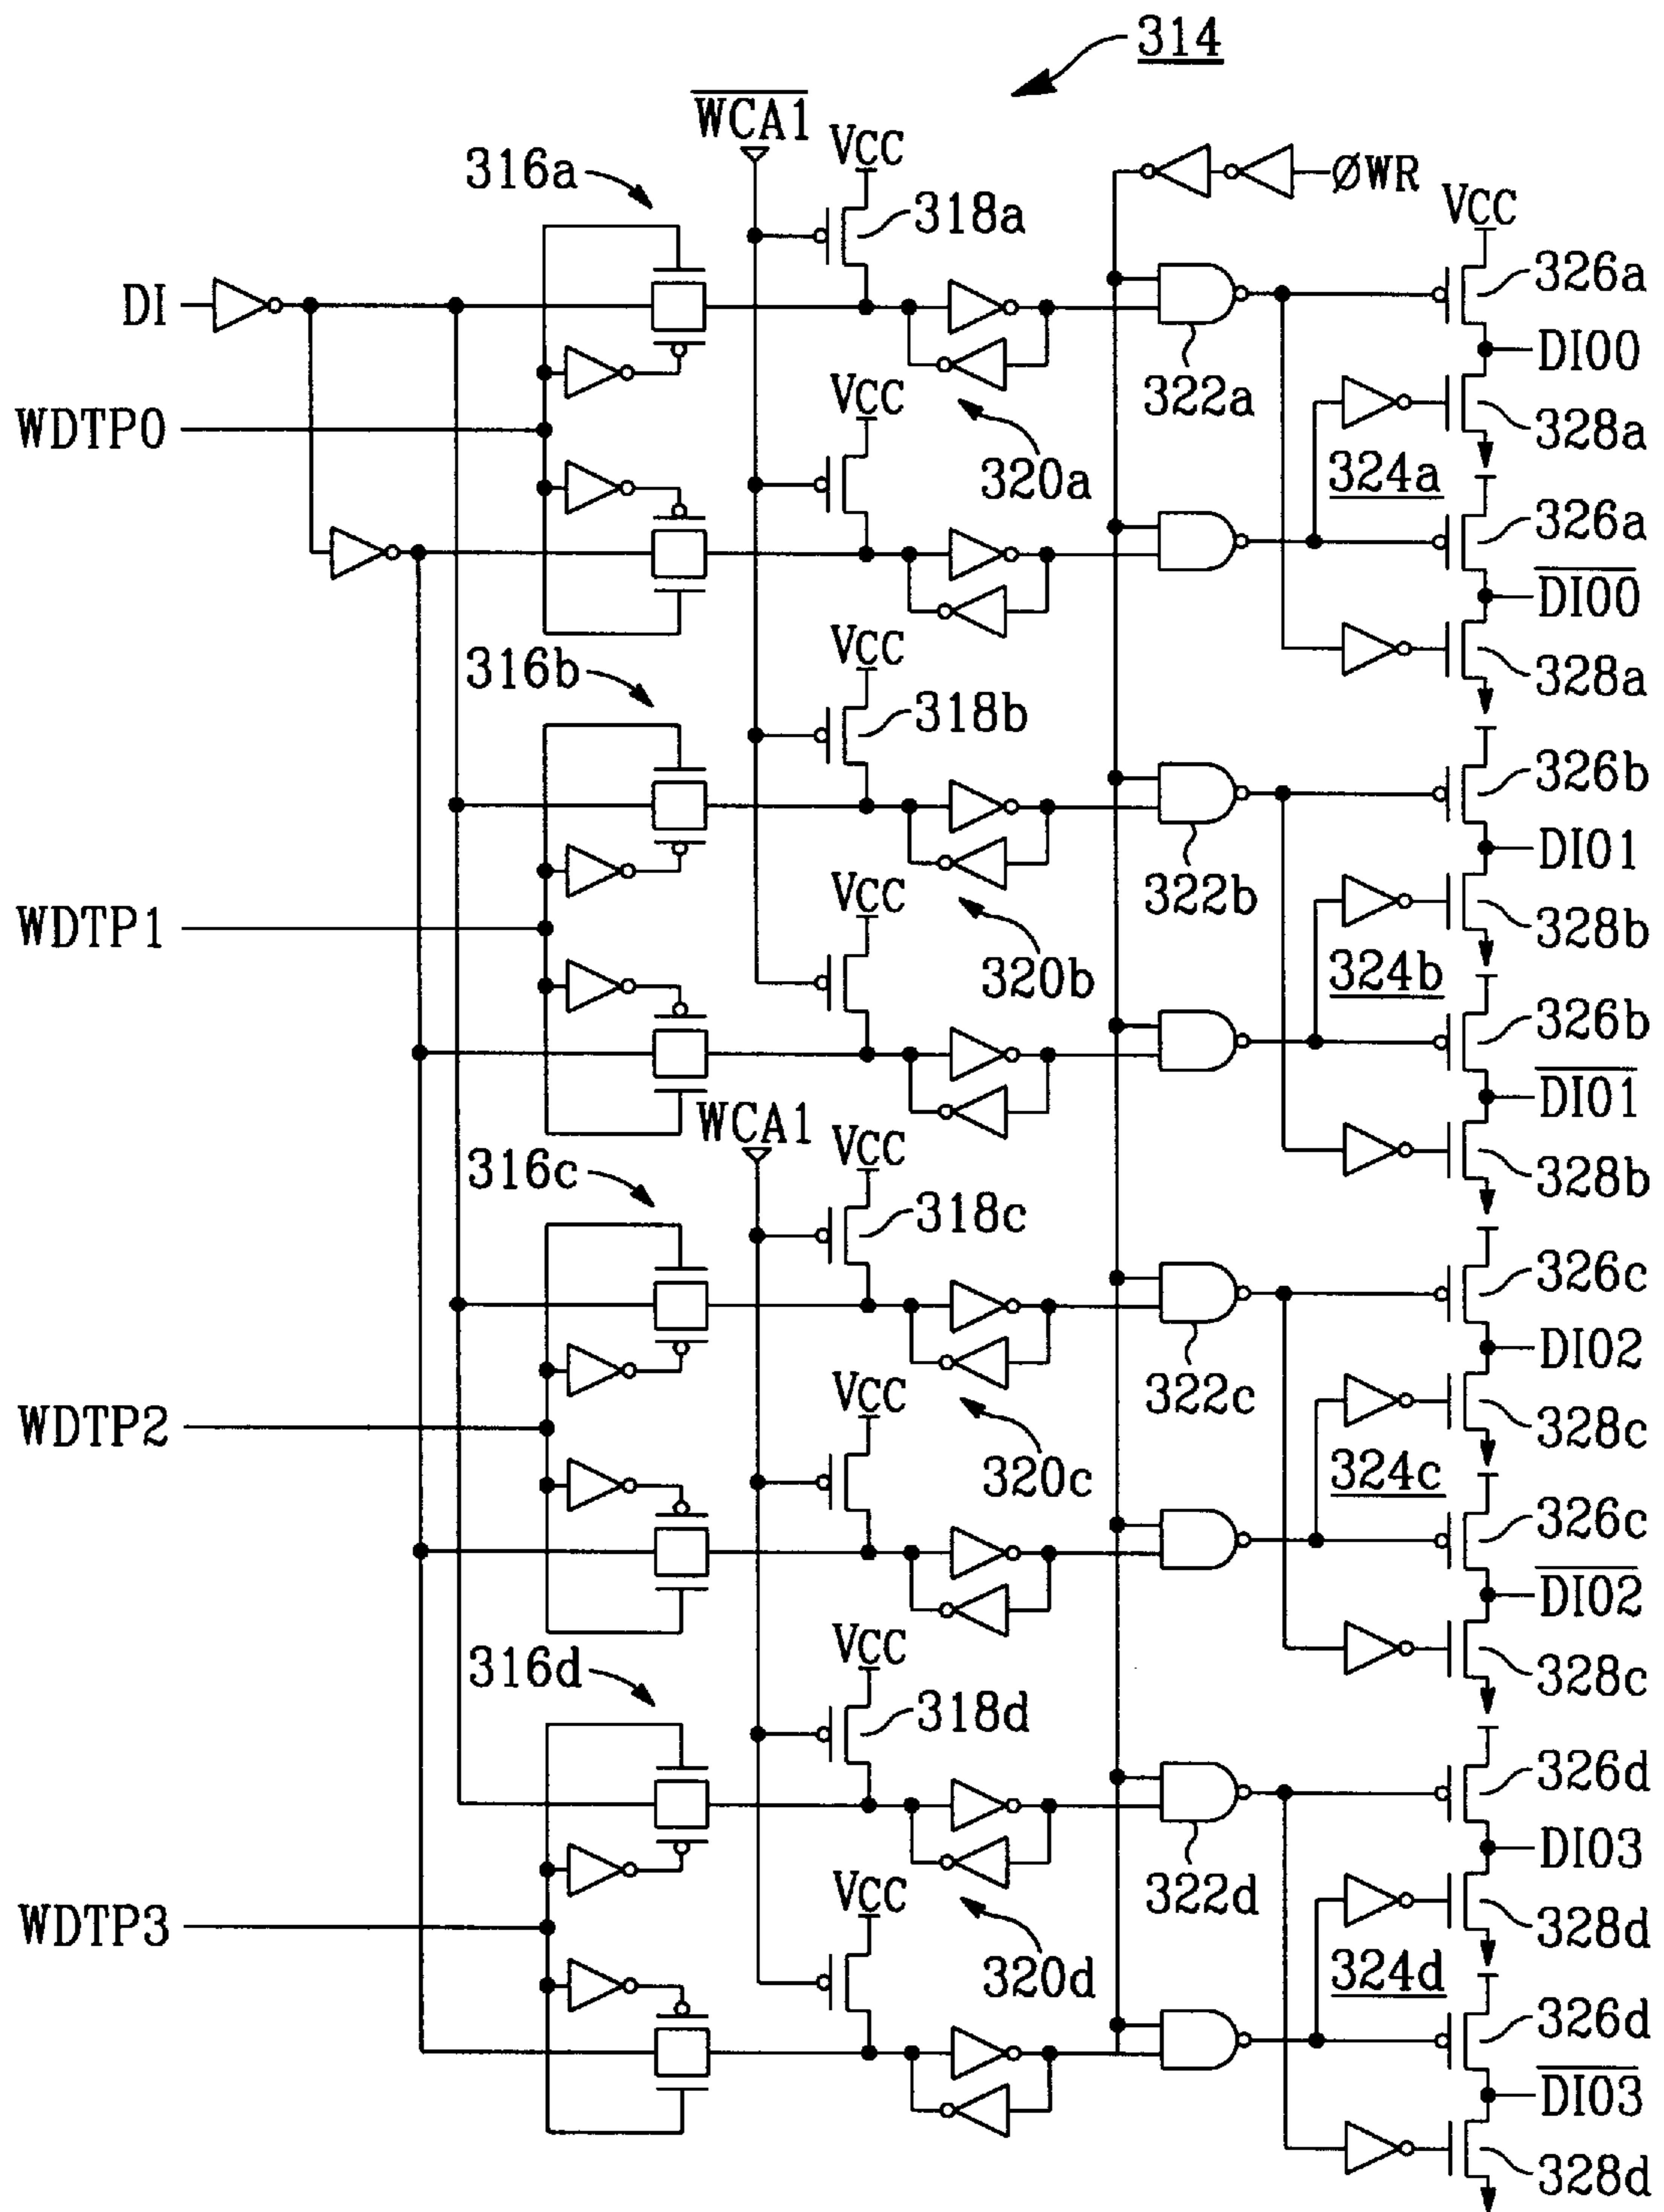 314
WCA1
VCC
316a
ØWR
VCC
318a
326a
DI
DI00
VCC
322a
WDTP0
328a
320a
324a
326a
DI00
VCC
316b
328a
318b
326b
DI01
VCC
322b
WDTP1
328b
320b
324b
326b
DI01
WCA1
VCC
316c
328b
318c
326c
DI02
VCC
322c
WDTP2
328c
320c
324c
326c
DI02
VCC
316d
328c
318d
326d
DI03
VCC
322d
WDTP3
328d
320d
324d
326d
DI03
328d